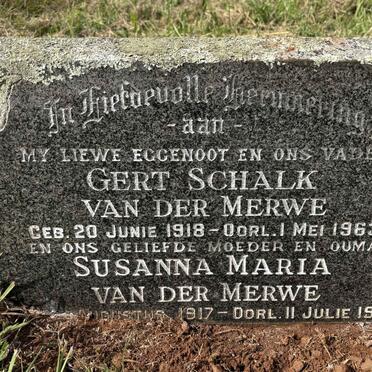 In Liefdevolle Herinnering
-aan-
MY LIEWE EGGENOOT EN ONS VADE
GERT SCHALK
VAN DER MERWE
GEB. 20 JUNIE 1918 - OORL. 1 MEI 196
EN ONS GELIEFDE MOEDER EN OUMA
SUSANNA MARIA
VAN DER MERWE
AUGUSTUS 1917 - OORL. 11 JULIE 19